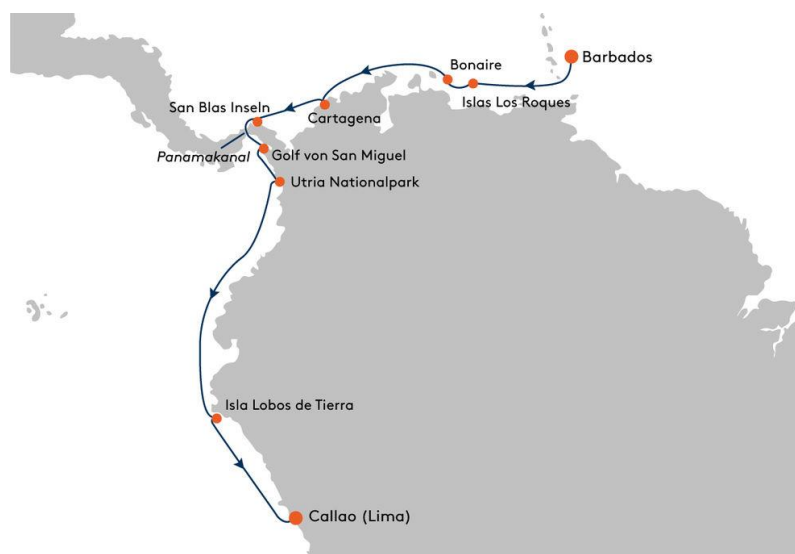 Barbados
Bonaire
Islas Los Roques
Cartagena
San Blas Inseln
Panamakanal
Golf von San Miguel
Utria Nationalpark
Isla Lobos de Tierra
Callao (Lima)